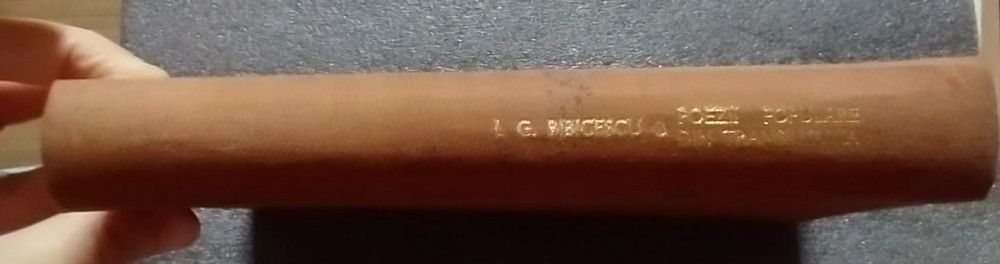 I. G. BIBICESCU
POEZII POPULARE
DIN TRANSILVANIA